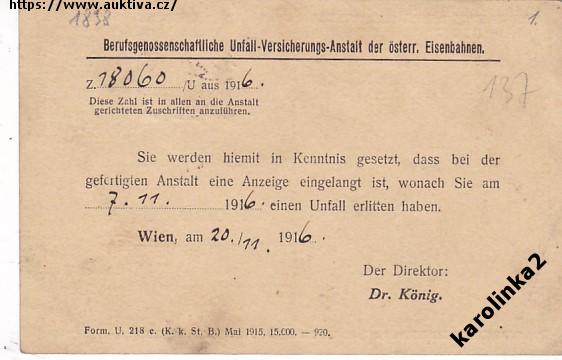 https://www.auktiva.cz/
1838
1.
Berufsgenossenschaftliche Unfall-Versicherungs-Anstalt der österr. Eisenbahnen.
Z. 18060 /U aus 1916.
137
Diese Zahl ist in allen an die Anstalt
gerichteten Zuschriften anzuführen.
Sie werden hiemit in Kenntnis gesetzt, dass bei der
gefertigten Anstalt eine Anzeige eingelangt ist, wonach Sie am
7. 11. 1916. einen Unfall erlitten haben.
Wien, am 20./11. 1916.
Der Direktor:
Dr. König.
Form. U. 218 e. (K. k. St. B.) Mai 1915, 15.000. — 920.
karolinka2